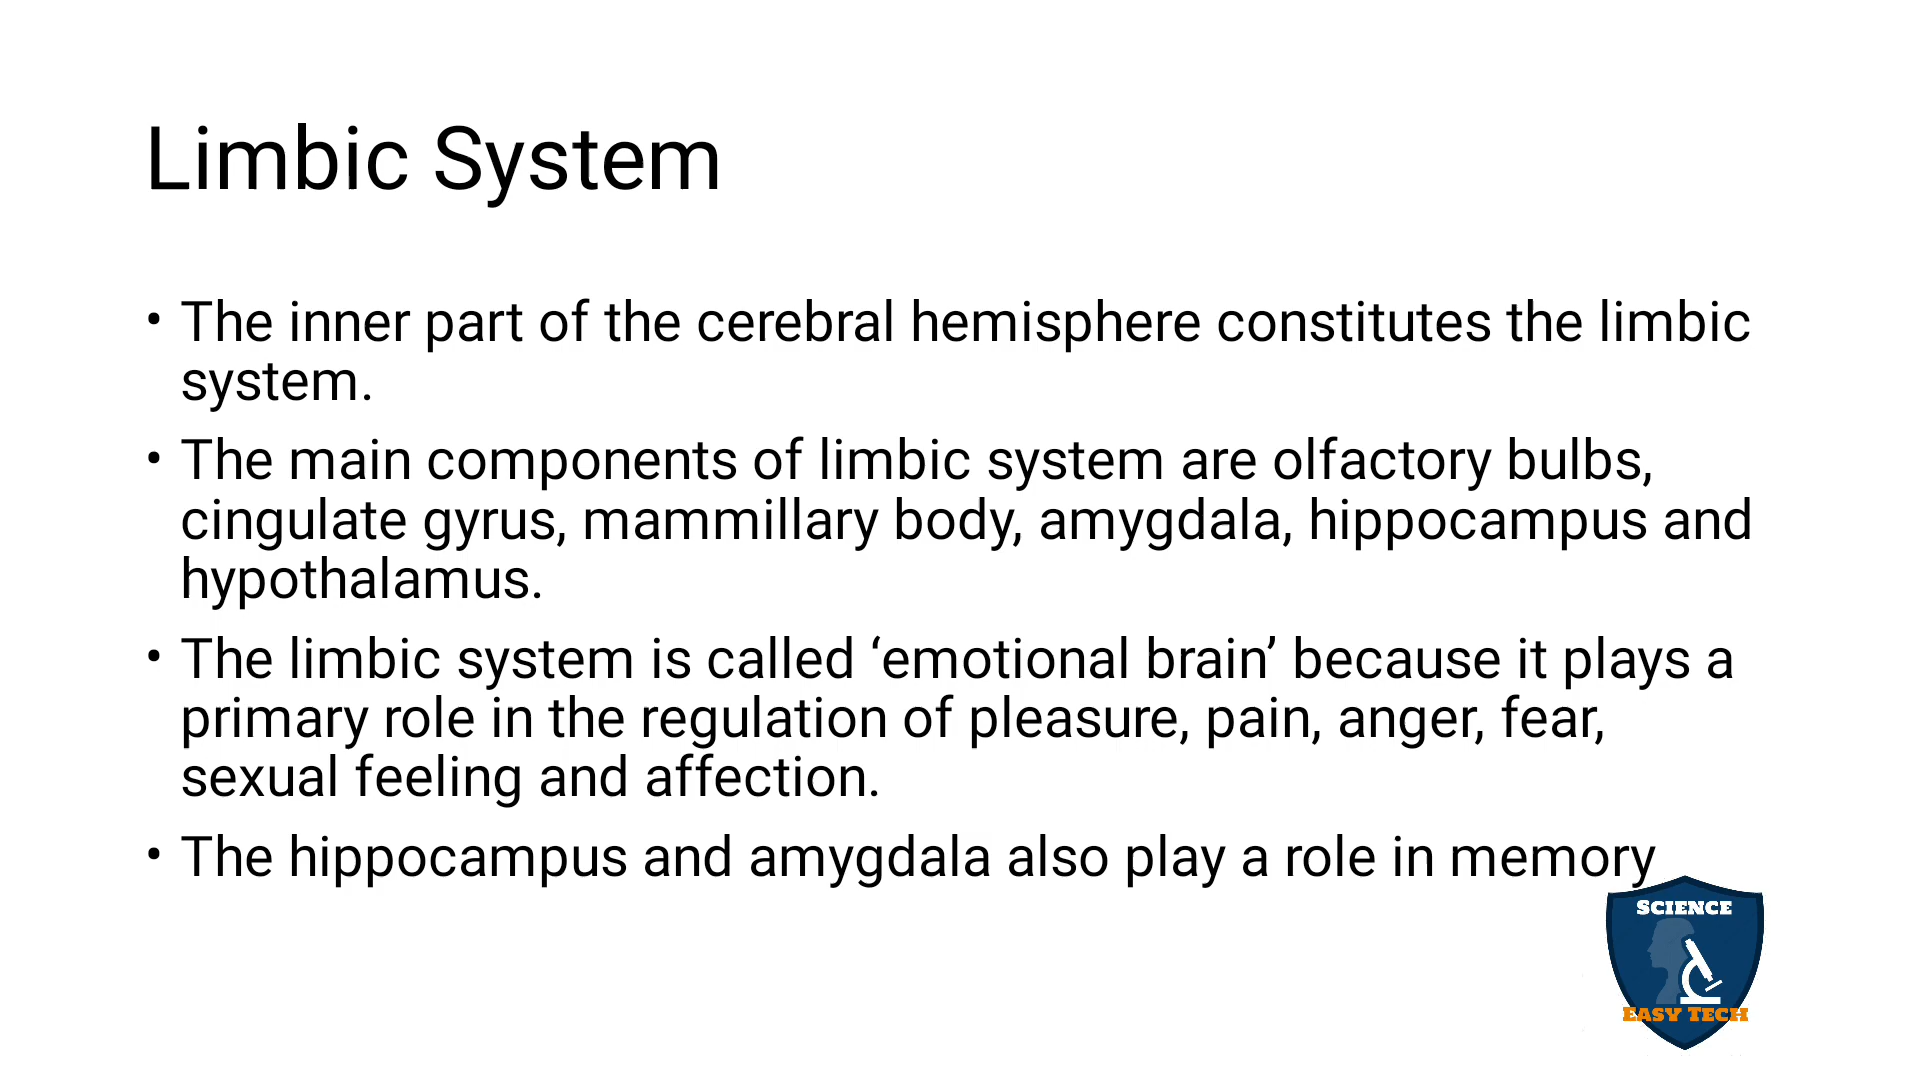 Limbic System
• The inner part of the cerebral hemisphere constitutes the limbic
system.
• The main components of limbic system are olfactory bulbs,
cingulate gyrus, mammillary body, amygdala, hippocampus and
hypothalamus.
• The limbic system is called ‘emotional brain’ because it plays a
primary role in the regulation of pleasure, pain, anger, fear,
sexual feeling and affection.
• The hippocampus and amygdala also play a role in memory
SCIENCE
EASY TECH